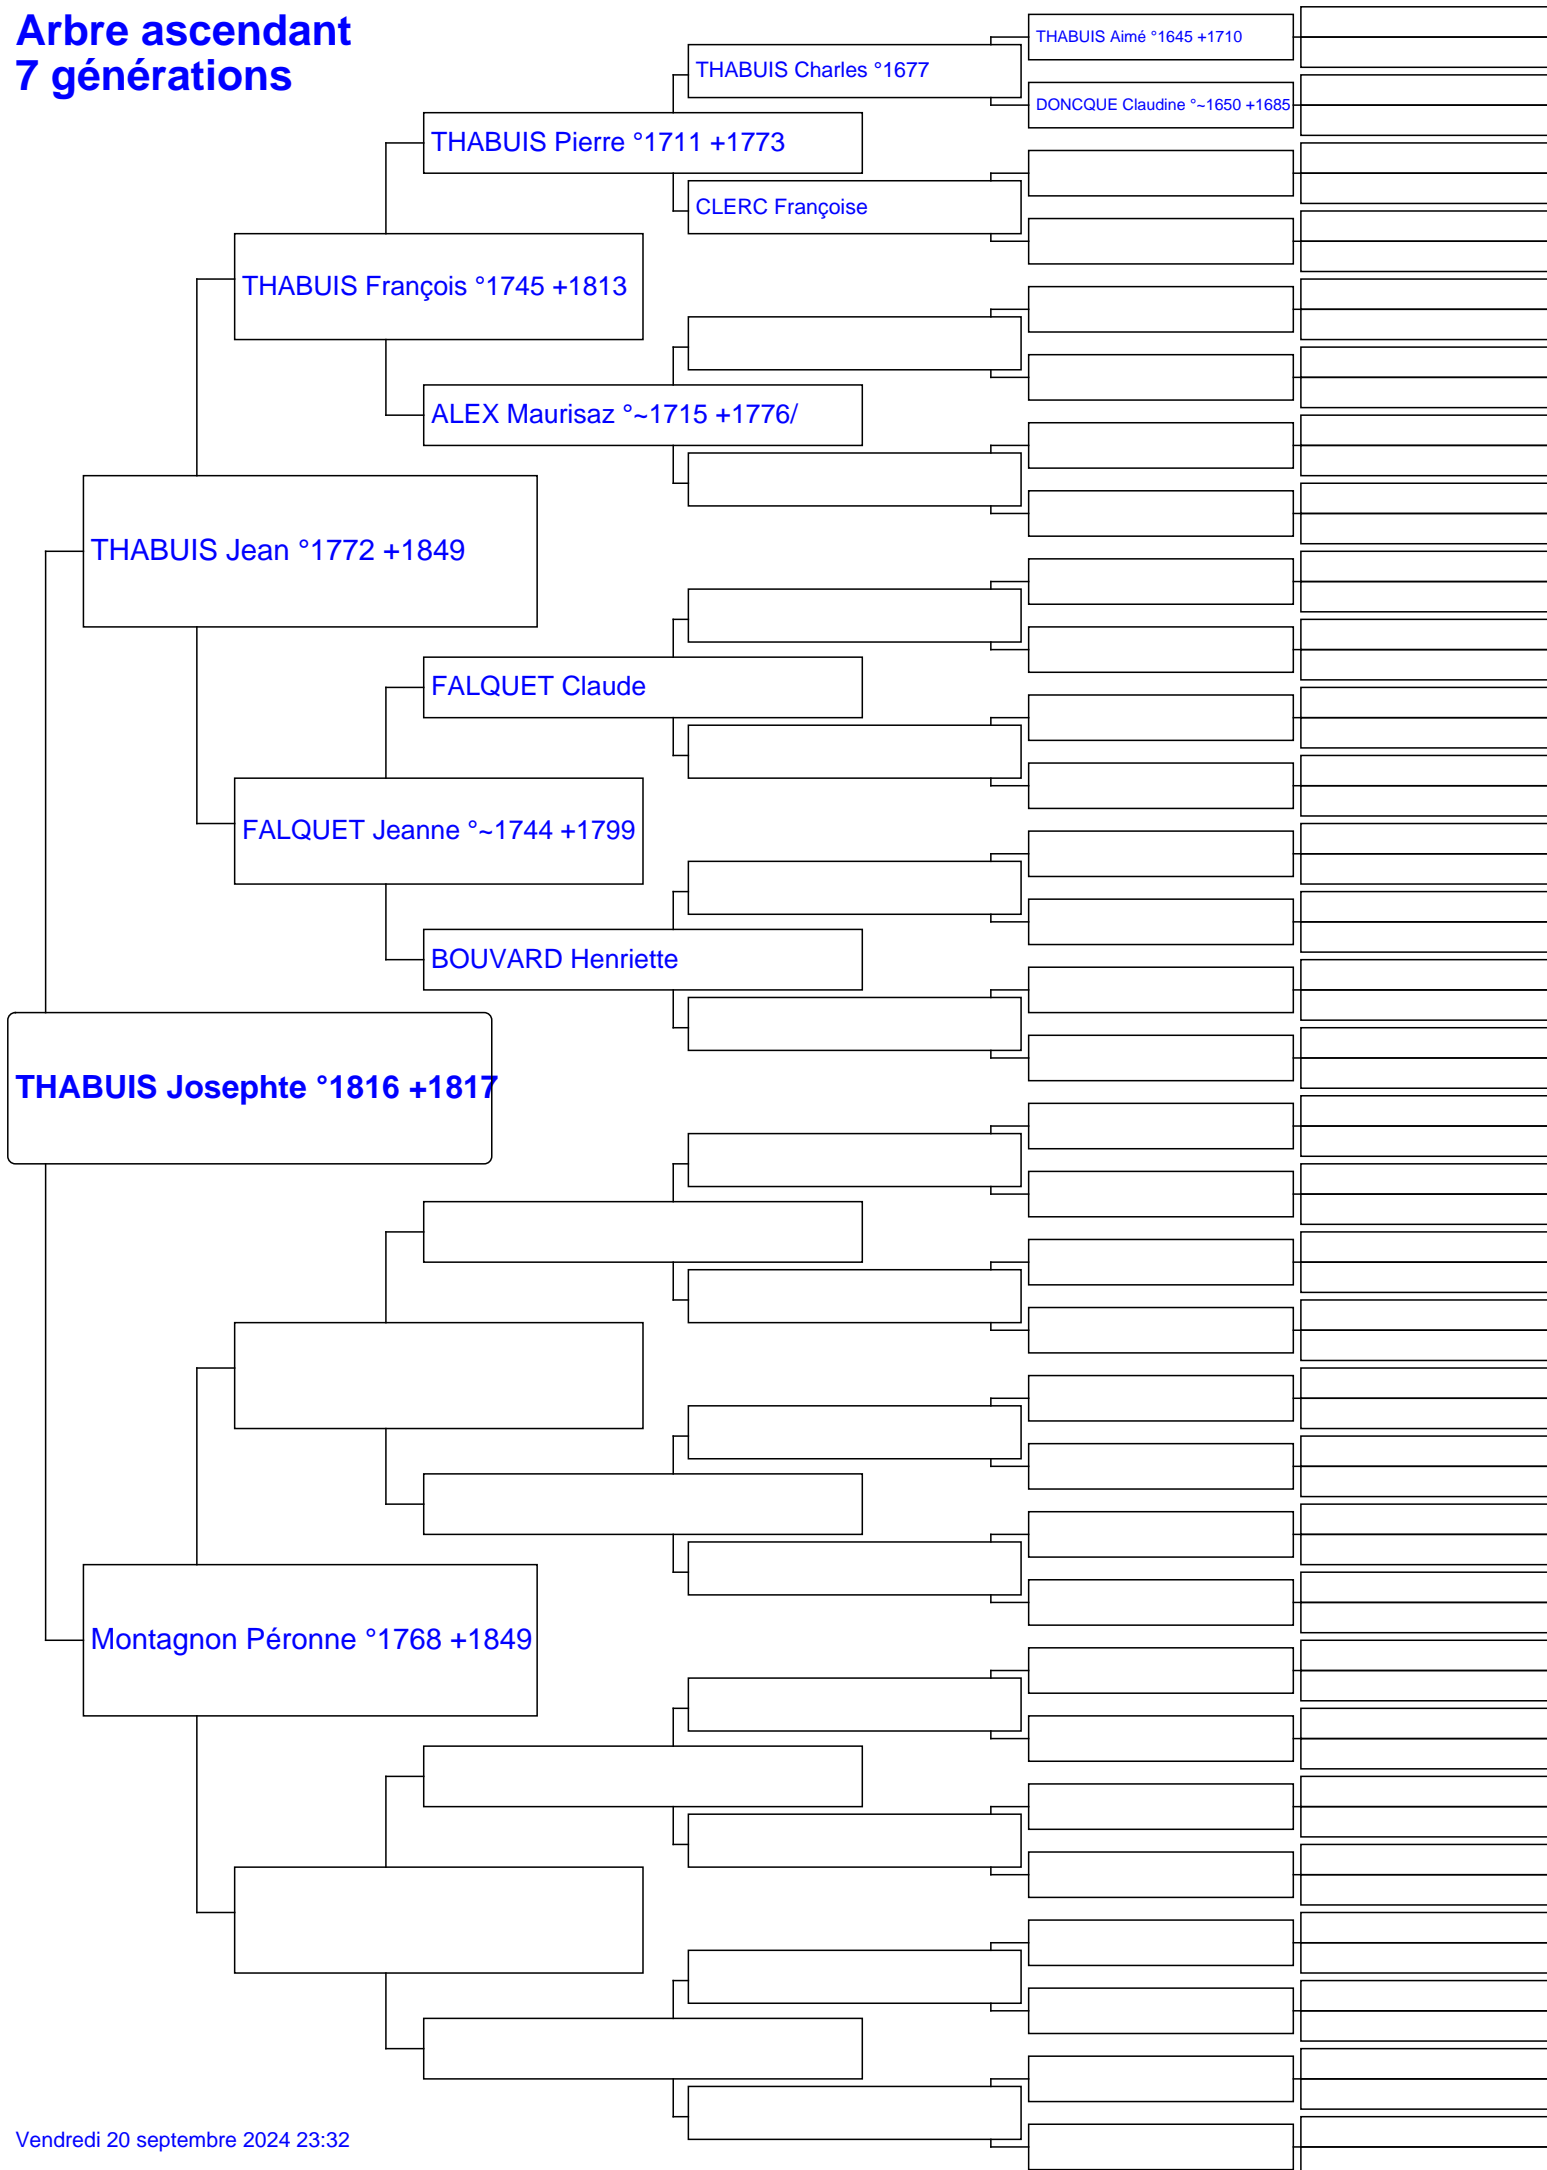 Arbre ascendant
7 générations
THABUIS Aimé °1645 +1710
THABUIS Charles °1677
DONCQUE Claudine °~1650 +1685
THABUIS Pierre °1711 +1773
CLERC Françoise
THABUIS François °1745 +1813
ALEX Maurisaz °~1715 +1776/
THABUIS Jean °1772 +1849
FALQUET Claude
FALQUET Jeanne °~1744 +1799
BOUVARD Henriette
THABUIS Josephte °1816 +1817
Montagnon Péronne °1768 +1849
Vendredi 20 septembre 2024 23:32